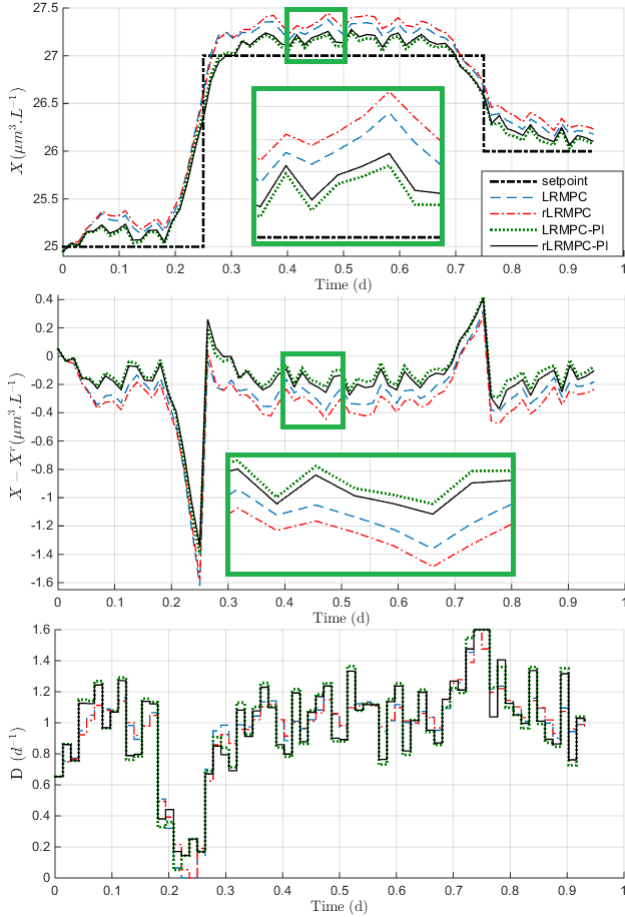 27.5
27
26.5
26
25.5
25
X(μm³.L⁻¹)
0 0.1 0.2 0.3 0.4 0.5 0.6 0.7 0.8 0.9 1
Time (d)
setpoint
LRMPC
rLRMPC
LRMPC-PI
rLRMPC-PI
0.4
0.2
0
-0.2
-0.4
-0.6
-0.8
-1
-1.2
-1.4
-1.6
X − Xʳ(μm³.L⁻¹)
0 0.1 0.2 0.3 0.4 0.5 0.6 0.7 0.8 0.9 1
Time (d)
1.6
1.4
1.2
1
0.8
0.6
0.4
0.2
0
D (d⁻¹)
0 0.1 0.2 0.3 0.4 0.5 0.6 0.7 0.8 0.9 1
Time (d)